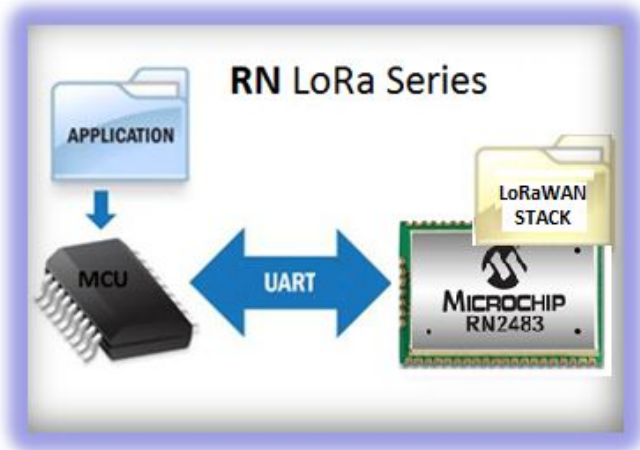 RN LoRa Series
APPLICATION
LoRaWAN
STACK
MCU
UART
MICROCHIP
RN2483